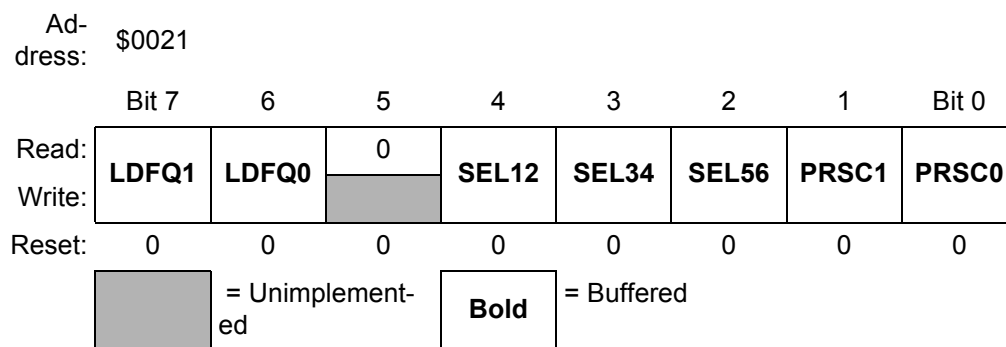 Ad-
dress: $0021
Bit 7 6 5 4 3 2 1 Bit 0
Read: 0
LDFQ1 LDFQ0 SEL12 SEL34 SEL56 PRSC1 PRSC0
Write:
Reset: 0 0 0 0 0 0 0 0
= Unimplement-
ed
Bold = Buffered